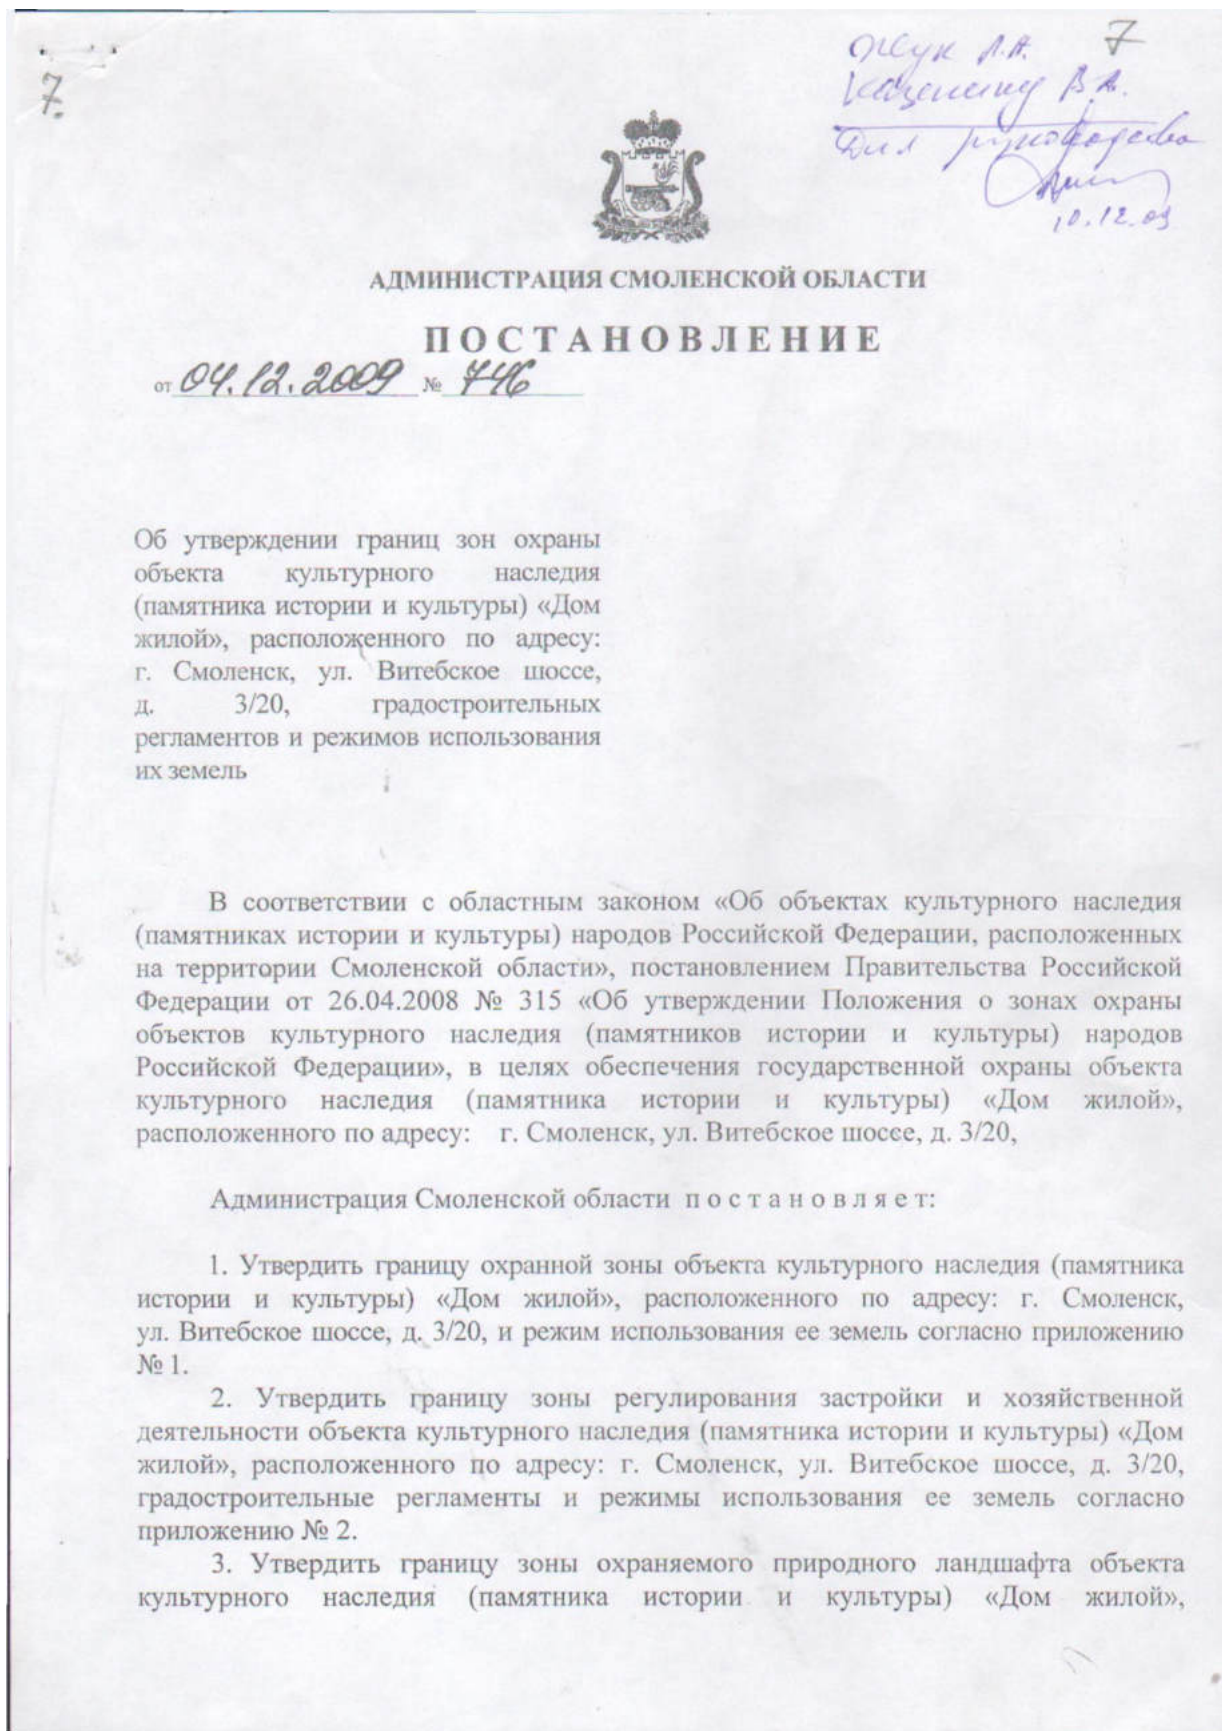 7
7
Жук Л.А.
В.А.
Для руководства
10.12.09
АДМИНИСТРАЦИЯ СМОЛЕНСКОЙ ОБЛАСТИ
ПОСТАНОВЛЕНИЕ
от 04.12.2009 № 746
Об утверждении границ зон охраны
объекта культурного наследия
(памятника истории и культуры) «Дом
жилой», расположенного по адресу:
г. Смоленск, ул. Витебское шоссе,
д. 3/20, градостроительных
регламентов и режимов использования
их земель
В соответствии с областным законом «Об объектах культурного наследия
(памятниках истории и культуры) народов Российской Федерации, расположенных
на территории Смоленской области», постановлением Правительства Российской
Федерации от 26.04.2008 № 315 «Об утверждении Положения о зонах охраны
объектов культурного наследия (памятников истории и культуры) народов
Российской Федерации», в целях обеспечения государственной охраны объекта
культурного наследия (памятника истории и культуры) «Дом жилой»,
расположенного по адресу: г. Смоленск, ул. Витебское шоссе, д. 3/20,
Администрация Смоленской области п о с т а н о в л я е т:
1. Утвердить границу охранной зоны объекта культурного наследия (памятника
истории и культуры) «Дом жилой», расположенного по адресу: г. Смоленск,
ул. Витебское шоссе, д. 3/20, и режим использования ее земель согласно приложению
№ 1.
2. Утвердить границу зоны регулирования застройки и хозяйственной
деятельности объекта культурного наследия (памятника истории и культуры) «Дом
жилой», расположенного по адресу: г. Смоленск, ул. Витебское шоссе, д. 3/20,
градостроительные регламенты и режимы использования ее земель согласно
приложению № 2.
3. Утвердить границу зоны охраняемого природного ландшафта объекта
культурного наследия (памятника истории и культуры) «Дом жилой»,